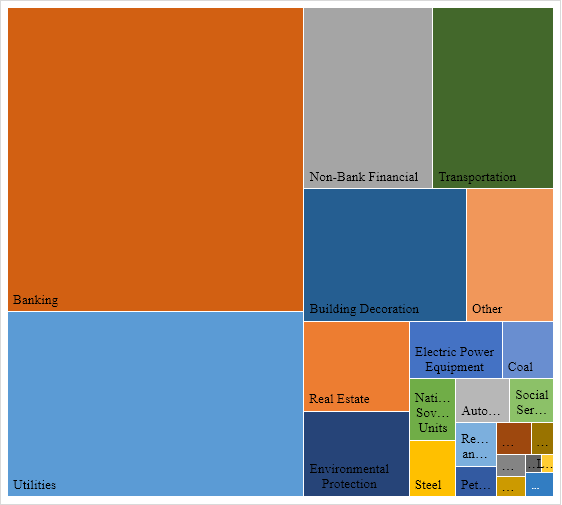 Banking
Utilities
Non-Bank Financial
Transportation
Building Decoration
Other
Real Estate
Environmental
Protection
Electric Power
Equipment
Coal
Nati…
Sov…
Units
Auto…
Social
Ser…
Steel
Re…
an…
Pet…
…
…
…
…
…L…
…
…